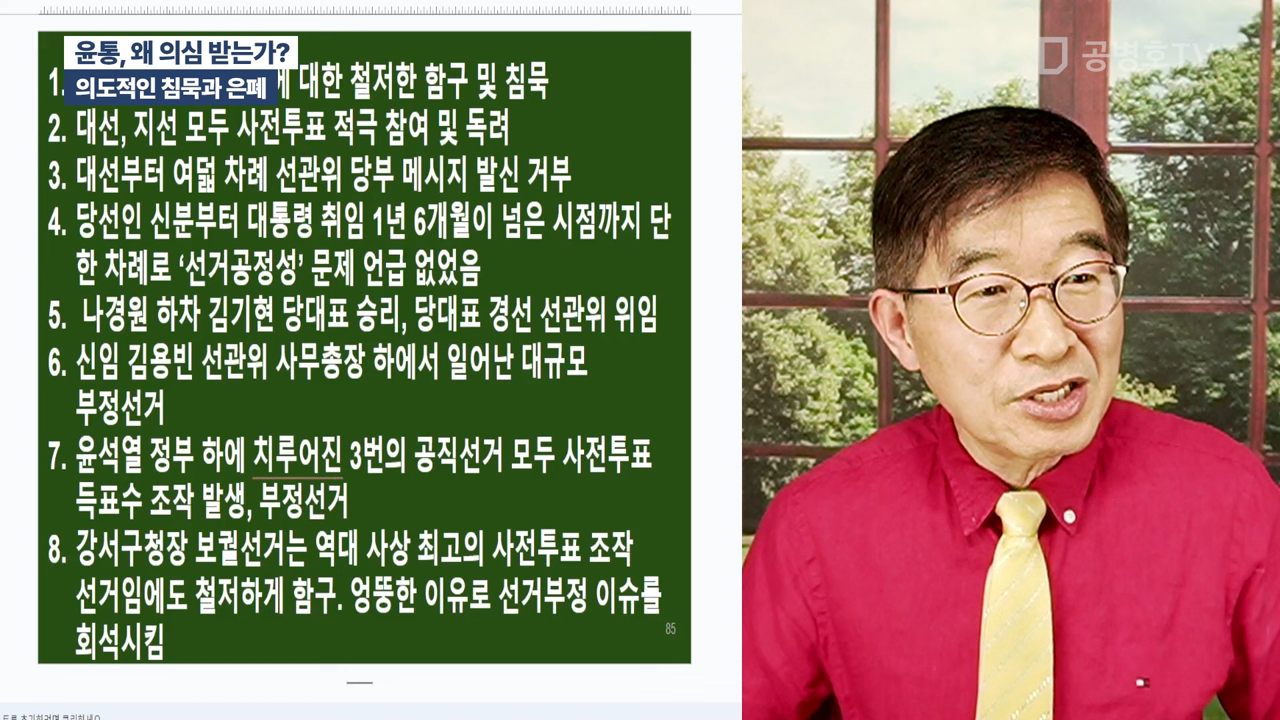 윤통, 왜 의심 받는가?
의도적인 침묵과 은폐
1. 대한 철저한 함구 및 침묵
2. 대선, 지선 모두 사전투표 적극 참여 및 독려
3. 대선부터 여덟 차례 선관위 당부 메시지 발신 거부
4. 당선인 신분부터 대통령 취임 1년 6개월이 넘은 시점까지 단
한 차례로 ‘선거공정성’ 문제 언급 없었음
5. 나경원 하차 김기현 당대표 승리, 당대표 경선 선관위 위임
6. 신임 김용빈 선관위 사무총장 하에서 일어난 대규모
부정선거
7. 윤석열 정부 하에 치루어진 3번의 공직선거 모두 사전투표
득표수 조작 발생, 부정선거
8. 강서구청장 보궐선거는 역대 사상 최고의 사전투표 조작
선거임에도 철저하게 함구. 엉뚱한 이유로 선거부정 이슈를
회석시킴
85
공병호TV